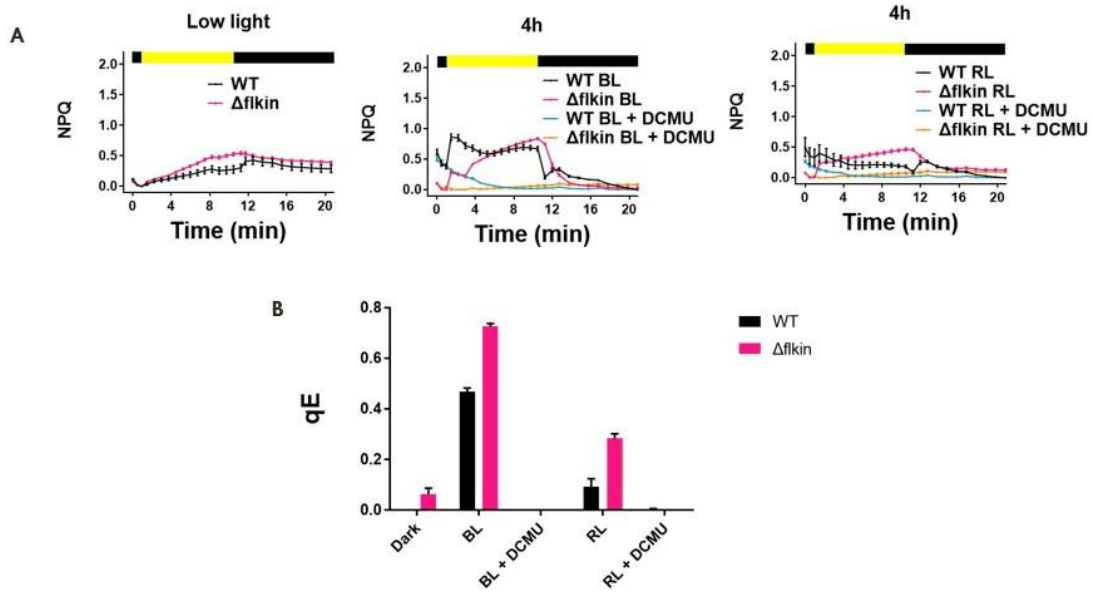 A
Low light
NPQ
2.0
1.5
1.0
0.5
0.0
WT
Δflkin
0 4 8 12 16 20
Time (min)
4h
NPQ
2.0
1.5
1.0
0.5
0.0
WT BL
Δflkin BL
WT BL + DCMU
Δflkin BL + DCMU
0 4 8 12 16 20
Time (min)
4h
NPQ
2.0
1.5
1.0
0.5
0.0
WT RL
Δflkin RL
WT RL + DCMU
Δflkin RL + DCMU
0 4 8 12 16 20
Time (min)
B
qE
0.8
0.6
0.4
0.2
0.0
Dark
BL
BL + DCMU
RL
RL + DCMU
WT
Δflkin